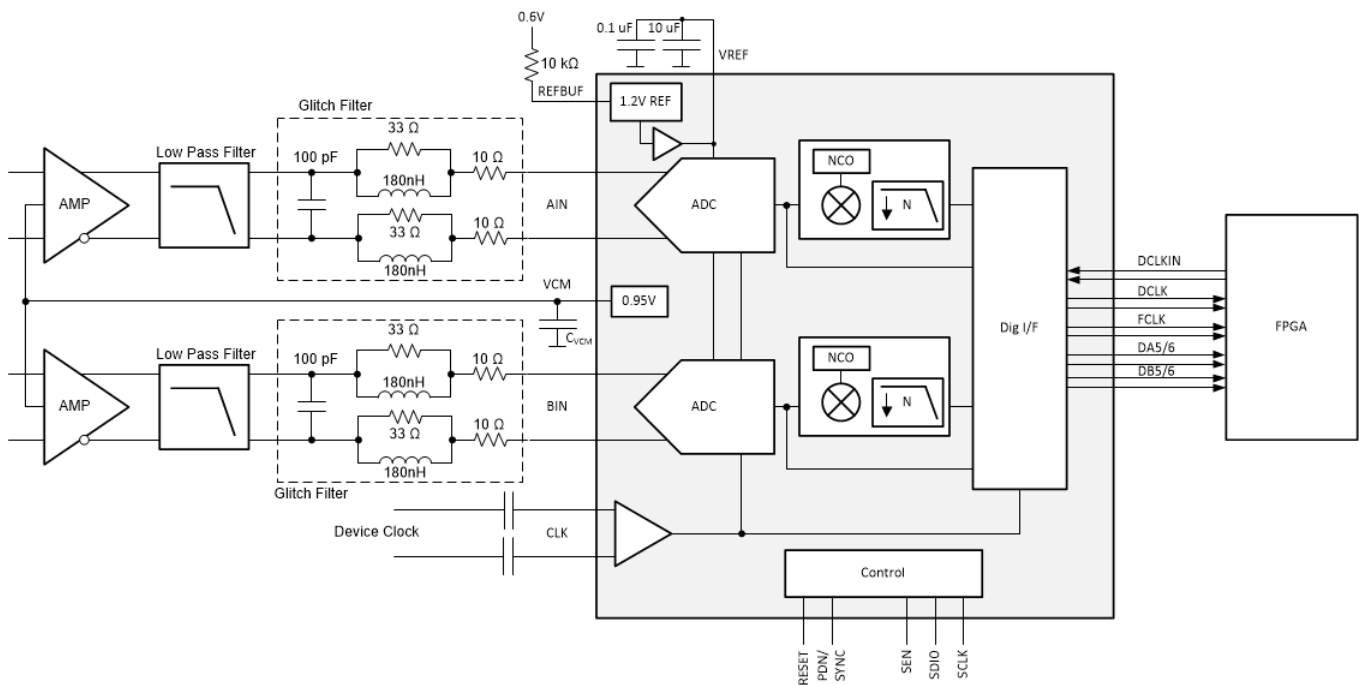 0.6V
0.1 uF
10 uF
VREF
10 kΩ
REFBUF
1.2V REF
Glitch Filter
33 Ω
Low Pass Filter
100 pF
10 Ω
NCO
180nH
AMP
AIN
ADC
N
10 Ω
33 Ω
180nH
DCLKIN
VCM
0.95V
DCLK
Dig I/F
FCLK
FPGA
CVCM
33 Ω
DA5/6
Low Pass Filter
100 pF
10 Ω
NCO
DB5/6
180nH
AMP
BIN
ADC
N
10 Ω
33 Ω
180nH
Glitch Filter
Device Clock
CLK
Control
RESET
PDN/
SYNC
SEN
SDIO
SCLK